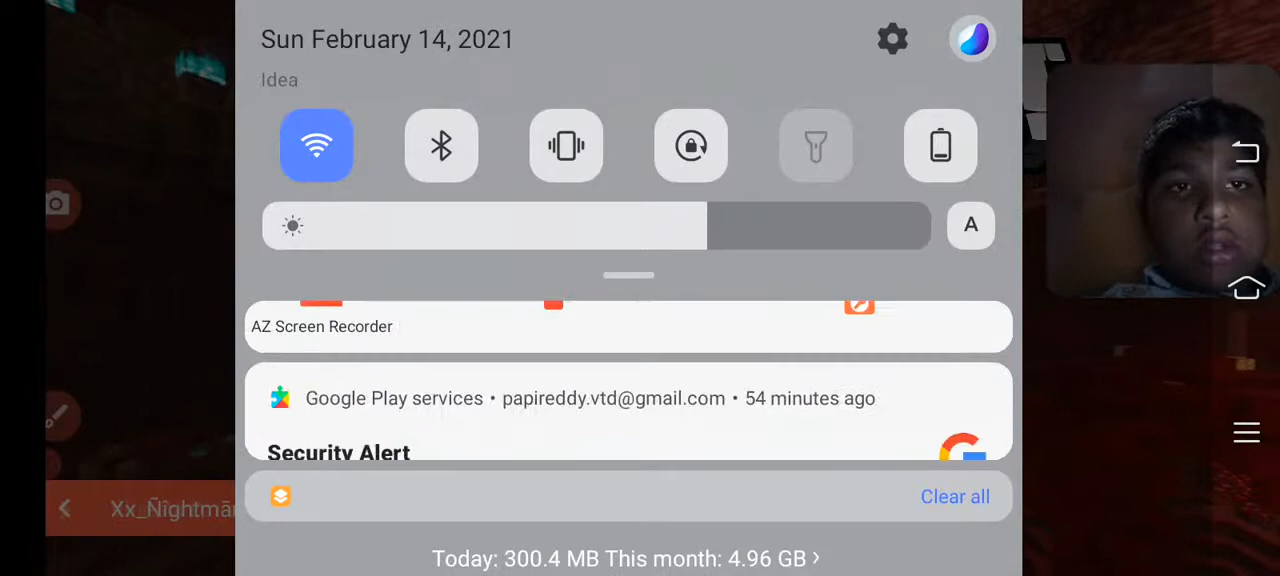 Sun February 14, 2021
Idea
A
AZ Screen Recorder
Google Play services • papireddy.vtd@gmail.com • 54 minutes ago
Security Alert
Xx_Ñîghtmār
Clear all
Today: 300.4 MB This month: 4.96 GB